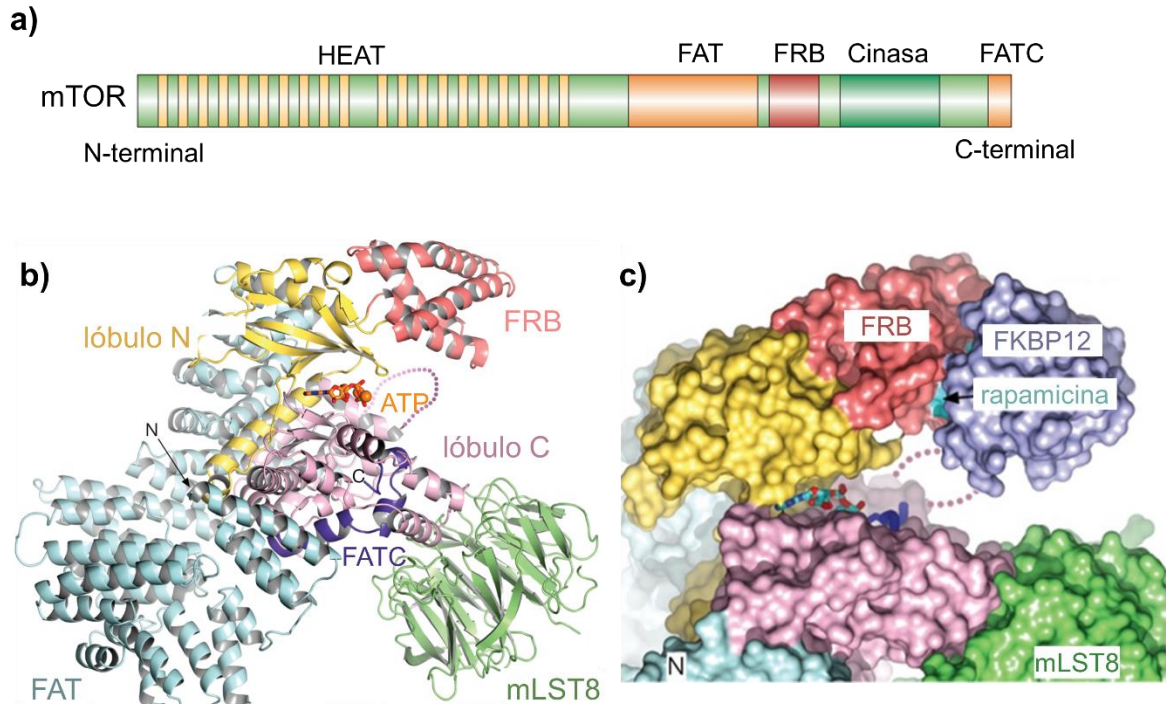 a)
HEAT
FAT
FRB
Cinasa
FATC
mTOR
N-terminal
C-terminal
b)
lóbulo N
FRB
ATP
N
lóbulo C
C
FATC
FAT
mLST8
c)
FRB
FKBP12
rapamicina
N
mLST8